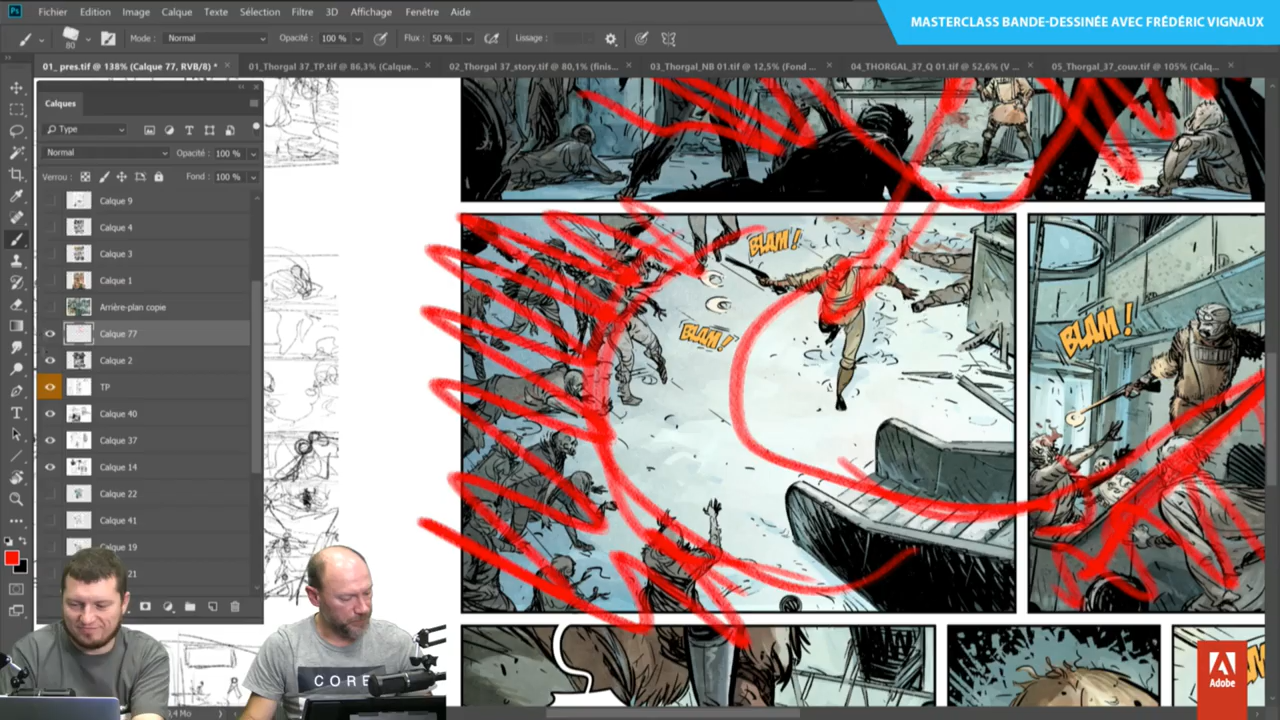 Ps Fichier Edition Image Calque Texte Sélection Filtre 3D Affichage Fenêtre Aide
MASTERCLASS BANDE-DESSINÉE AVEC FRÉDÉRIC VIGNAUX
80 Mode : Normal Opacité : 100 % Flux : 50 % Lissage :
01_ pres.tif @ 138% (Calque 77, RVB/8) * × 01_Thorgal 37_TP.tif @ 86,3% (Calque... × 02_Thorgal 37_story.tif @ 80,1% (finis... × 03_Thorgal_NB 01.tif @ 12,5% (Fond ... × 04_THORGAL_37_Q 01.tif @ 52,6% (V ... × 05_Thorgal_37_couv.tif @ 105% (Calq... ×
Calques
Type
Normal Opacité : 100 %
Verrou : Fond : 100 %
Calque 9
Calque 4
Calque 3
Calque 1
Arrière-plan copie
Calque 77
Calque 2
TP
Calque 40
Calque 37
Calque 14
Calque 22
Calque 41
Calque 19
21
BLAM !
BLAM !
BLAM !
CORE
Adobe